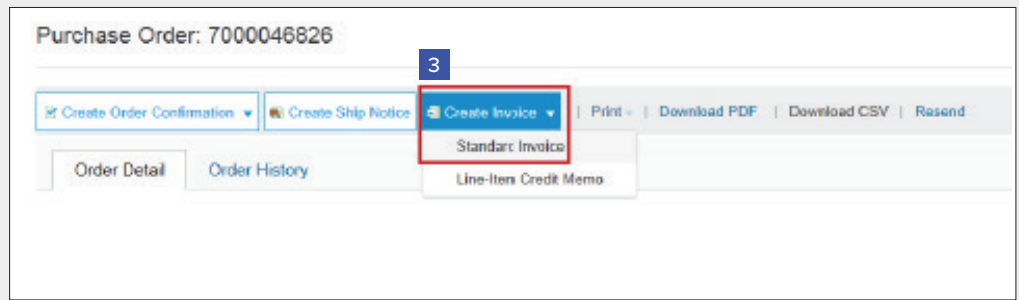 Purchase Order: 7000046826
3
Create Order Confirmation Create Ship Notice Create Invoice | Print | Download PDF | Download CSV | Resend
Standard Invoice
Order Detail Order History
Line-Item Credit Memo